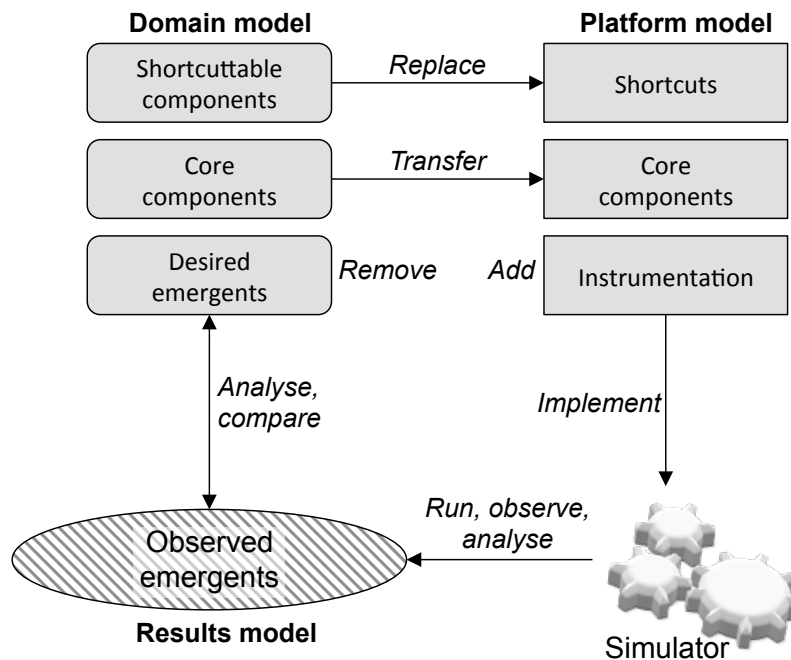 Domain model
Platform model
Shortcuttable
components
Replace
Shortcuts
Core
components
Transfer
Core
components
Desired
emergents
Remove
Add
Instrumentation
Analyse,
compare
Implement
Run, observe,
analyse
Observed
emergents
Results model
Simulator